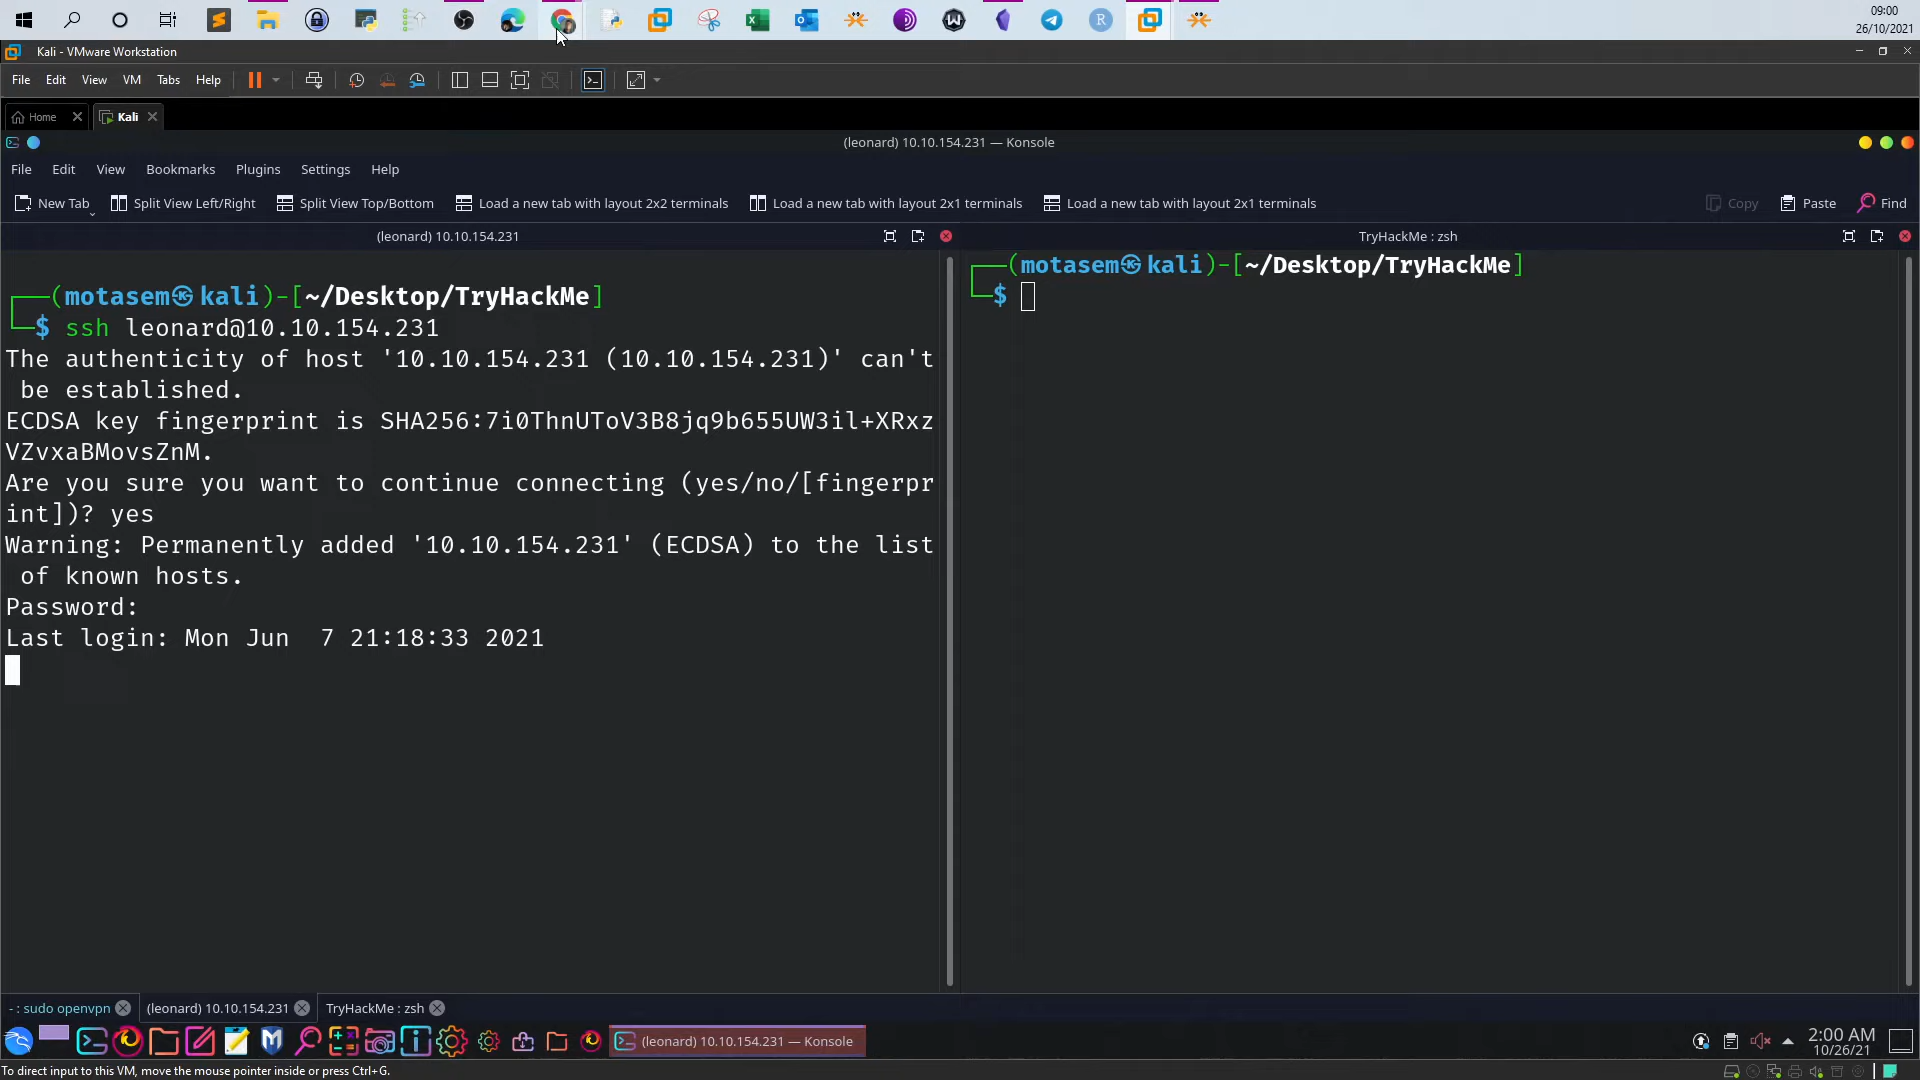 09:00
26/10/2021
Kali - VMware Workstation
File Edit View VM Tabs Help
Home Kali
(leonard) 10.10.154.231 — Konsole
File Edit View Bookmarks Plugins Settings Help
New Tab Split View Left/Right Split View Top/Bottom Load a new tab with layout 2x2 terminals Load a new tab with layout 2x1 terminals Load a new tab with layout 2x1 terminals Copy Paste Find
(leonard) 10.10.154.231
TryHackMe : zsh
(motasem㉿kali)-[~/Desktop/TryHackMe]
$ ssh leonard@10.10.154.231
The authenticity of host '10.10.154.231 (10.10.154.231)' can't
be established.
ECDSA key fingerprint is SHA256:7i0ThnUToV3B8jq9b655UW3il+XRxz
VZvxaBMovsZnM.
Are you sure you want to continue connecting (yes/no/[fingerpr
int])? yes
Warning: Permanently added '10.10.154.231' (ECDSA) to the list
of known hosts.
Password:
Last login: Mon Jun  7 21:18:33 2021
(motasem㉿kali)-[~/Desktop/TryHackMe]
$
- : sudo openvpn (leonard) 10.10.154.231 TryHackMe : zsh
(leonard) 10.10.154.231 — Konsole
2:00 AM
10/26/21
To direct input to this VM, move the mouse pointer inside or press Ctrl+G.